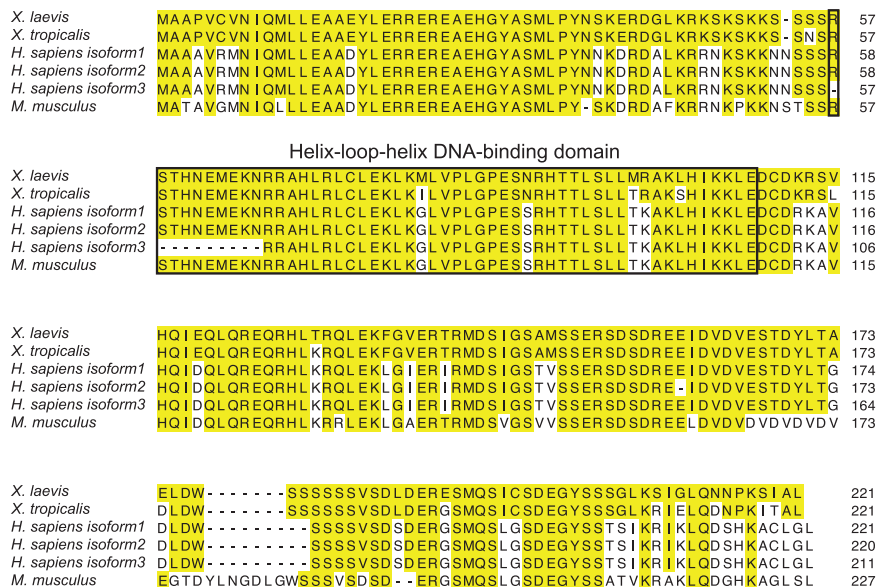 X. laevis MAAPVCVNIQMLLEAAEYLERREREAEHGYASMLPYNSKERDGLKRKSKSKKS-SSSR 57
X. tropicalis MAAPVCVNIQMLLEAAEYLERREREAEHGYASMLPYNSKERDGLKRKSKSKKS-SNSR 57
H. sapiens isoform1 MAAAVRMNIQMLLEAADYLERREREAEHGYASMLPYNNKDRDALKRRNKSKKNNSSSR 58
H. sapiens isoform2 MAAAVRMNIQMLLEAADYLERREREAEHGYASMLPYNNKDRDALKRRNKSKKNNSSSR 58
H. sapiens isoform3 MAAAVRMNIQMLLEAADYLERREREAEHGYASMLPYNNKDRDALKRRNKSKKNNSSS- 57
M. musculus MATAVGMNIQLLLEAADYLERREREAEHGYASMLPY-SKDRDAFKRRNKPKKNSTSSR 57
Helix-loop-helix DNA-binding domain
X. laevis STHNEMEKNRRAHLRLCLEKLKMLVPLGPESNRHTTLSLLMRAKLHIKKLEDCDKRSV 115
X. tropicalis STHNEMEKNRRAHLRLCLEKLKILVPLGPESNRHTTLSLLTRAKSHIKKLEDCDKRSL 115
H. sapiens isoform1 STHNEMEKNRRAHLRLCLEKLKGLVPLGPESSRHTTLSLLTKAKLHIKKLEDCDRKAV 116
H. sapiens isoform2 STHNEMEKNRRAHLRLCLEKLKGLVPLGPESSRHTTLSLLTKAKLHIKKLEDCDRKAV 116
H. sapiens isoform3 ---------RRAHLRLCLEKLKGLVPLGPESSRHTTLSLLTKAKLHIKKLEDCDRKAV 106
M. musculus STHNEMEKNRRAHLRLCLEKLKGLVPLGPESSRHTTLSLLTKAKLHIKKLEDCDRKAV 115
X. laevis HQIEQLQREQRHLTRQLEKFGVERTRMDSIGSAMSSERSDSDREEIDVDVESTDYLTA 173
X. tropicalis HQIEQLQREQRHLKRQLEKFGVERTRMDSIGSAMSSERSDSDREEIDVDVESTDYLTA 173
H. sapiens isoform1 HQIDQLQREQRHLKRQLEKLGIERIRMDSIGSTVSSERSDSDREEIDVDVESTDYLTG 174
H. sapiens isoform2 HQIDQLQREQRHLKRQLEKLGIERIRMDSIGSTVSSERSDSDRE-IDVDVESTDYLTG 173
H. sapiens isoform3 HQIDQLQREQRHLKRQLEKLGIERIRMDSIGSTVSSERSDSDREEIDVDVESTDYLTG 164
M. musculus HQIDQLQREQRHLKRRLEKLGAERTRMDSVGSVVSSERSDSDREELDVDVDVDVDVDV 173
X. laevis ELDW-------SSSSSSVSDLDERESMQSICSDEGYSSSGLKSIGLQNNPKSIAL 221
X. tropicalis DLDW-------SSSSSSVSDLDERGSMQSICSDEGYSSSGLKRIELQDNPKITAL 221
H. sapiens isoform1 DLDW---------SSSSVSDSDERGSMQSLGSDEGYSSTSIKRIKLQDSHKACLGL 221
H. sapiens isoform2 DLDW---------SSSSVSDSDERGSMQSLGSDEGYSSTSIKRIKLQDSHKACLGL 220
H. sapiens isoform3 DLDW---------SSSSVSDSDERGSMQSLGSDEGYSSTSIKRIKLQDSHKACLGL 211
M. musculus EGTDYLNGDLGWSSSVSDSD--ERGSMQSLGSDEGYSSATVKRAKLQDGHKAGLGL 227